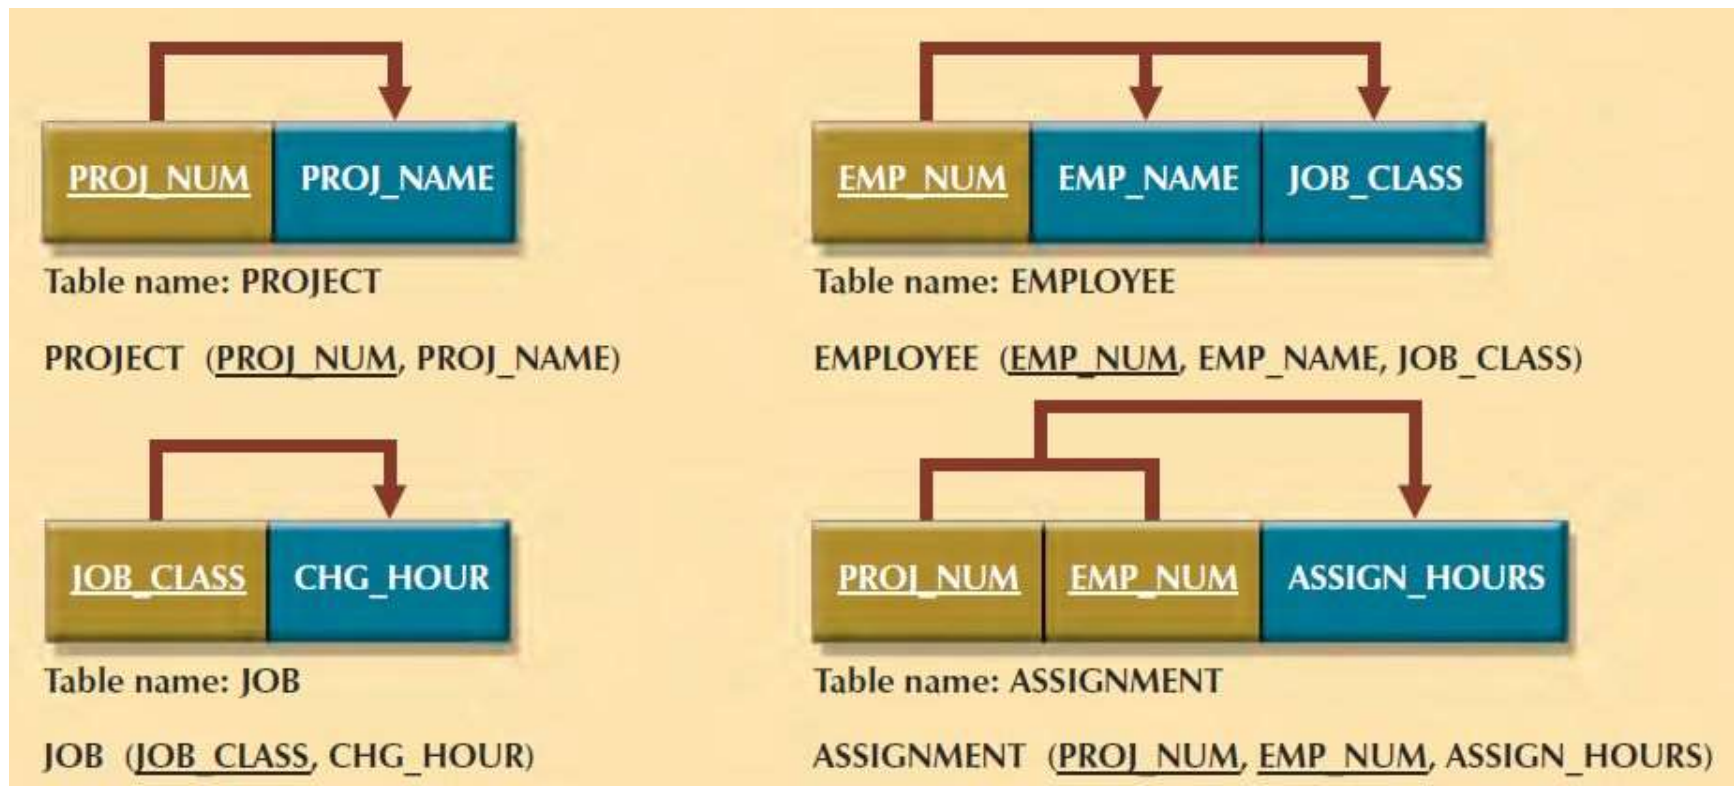 PROJ_NUM PROJ_NAME
Table name: PROJECT
PROJECT (PROJ_NUM, PROJ_NAME)
EMP_NUM EMP_NAME JOB_CLASS
Table name: EMPLOYEE
EMPLOYEE (EMP_NUM, EMP_NAME, JOB_CLASS)
JOB_CLASS CHG_HOUR
Table name: JOB
JOB (JOB_CLASS, CHG_HOUR)
PROJ_NUM EMP_NUM ASSIGN_HOURS
Table name: ASSIGNMENT
ASSIGNMENT (PROJ_NUM, EMP_NUM, ASSIGN_HOURS)